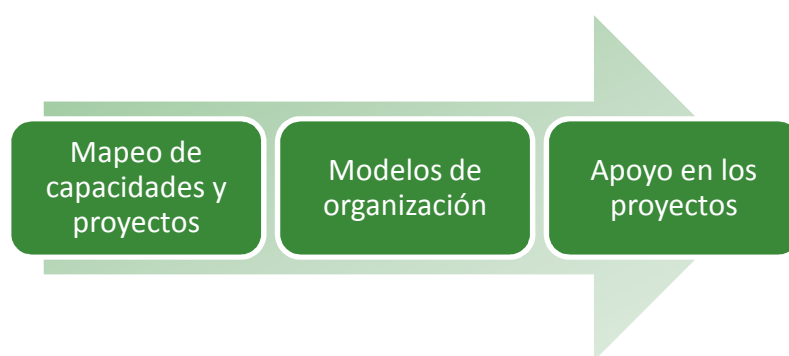 Mapeo de
capacidades y
proyectos
Modelos de
organización
Apoyo en los
proyectos